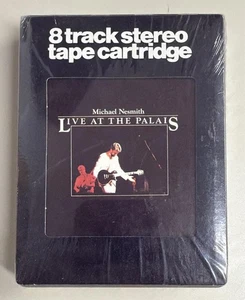 8 track stereo
tape cartridge
Michael Nesmith
LIVE AT THE PALAIS